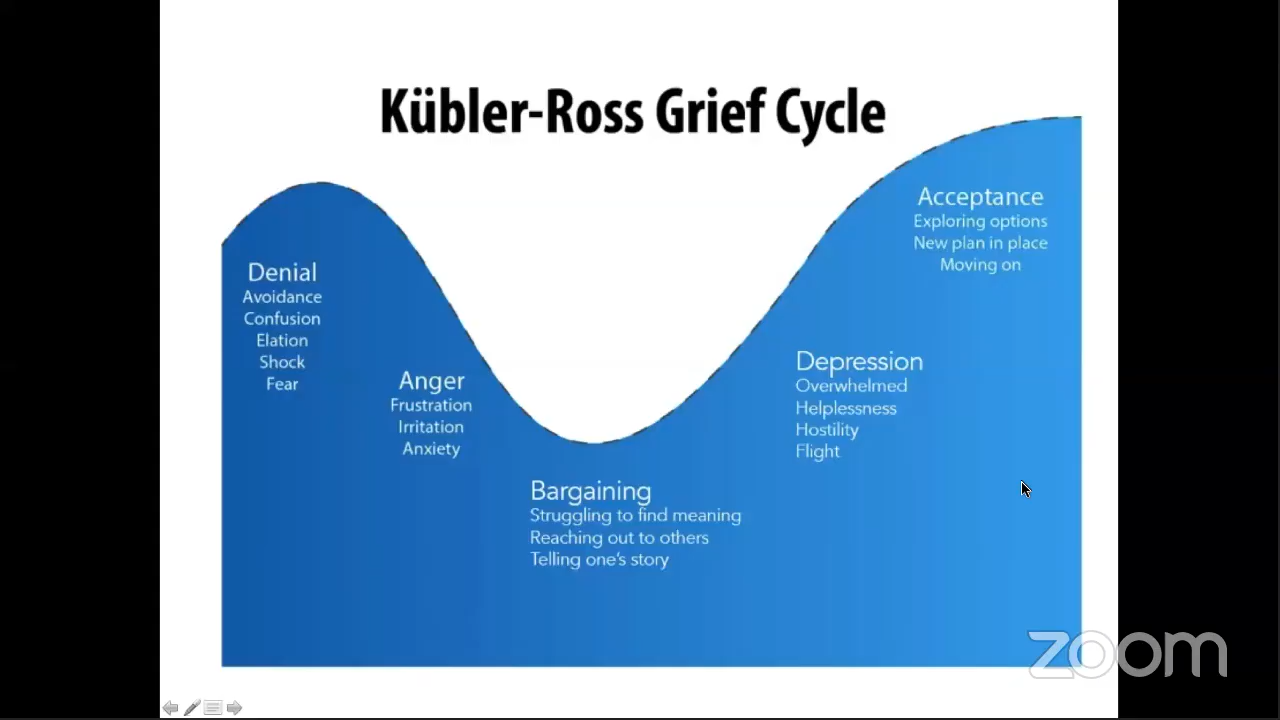 Kübler-Ross Grief Cycle
Denial
Avoidance
Confusion
Elation
Shock
Fear
Anger
Frustration
Irritation
Anxiety
Bargaining
Struggling to find meaning
Reaching out to others
Telling one's story
Depression
Overwhelmed
Helplessness
Hostility
Flight
Acceptance
Exploring options
New plan in place
Moving on
zoom